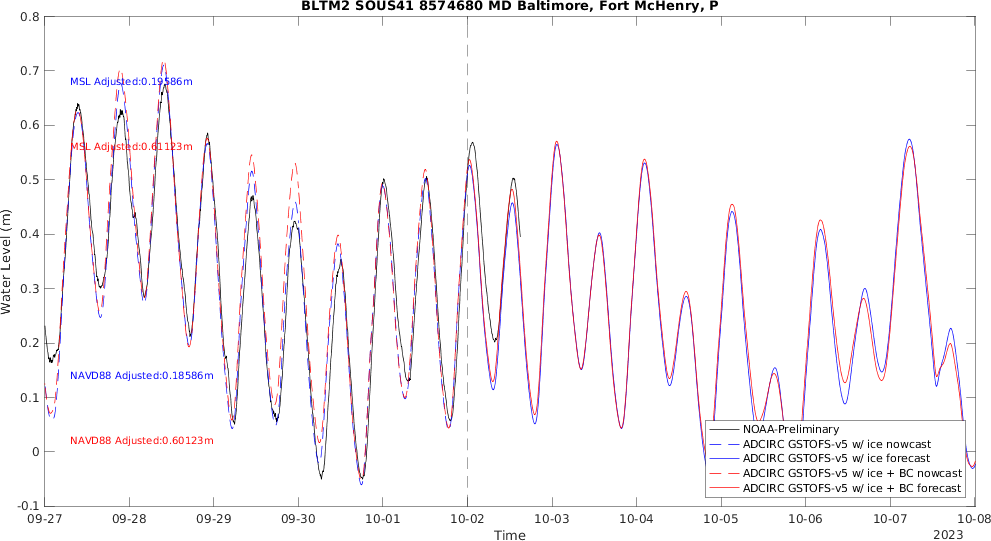 BLTM2 SOUS41 8574680 MD Baltimore, Fort McHenry, P
0.8
0.7
0.6
0.5
0.4
0.3
0.2
0.1
0
-0.1
Water Level (m)
MSL Adjusted:0.19586m
MSL Adjusted:0.61123m
NAVD88 Adjusted:0.18586m
NAVD88 Adjusted:0.60123m
NOAA-Preliminary
ADCIRC GSTOFS-v5 w/ ice nowcast
ADCIRC GSTOFS-v5 w/ ice forecast
ADCIRC GSTOFS-v5 w/ ice + BC nowcast
ADCIRC GSTOFS-v5 w/ ice + BC forecast
09-27 09-28 09-29 09-30 10-01 10-02 10-03 10-04 10-05 10-06 10-07 10-08
Time
2023